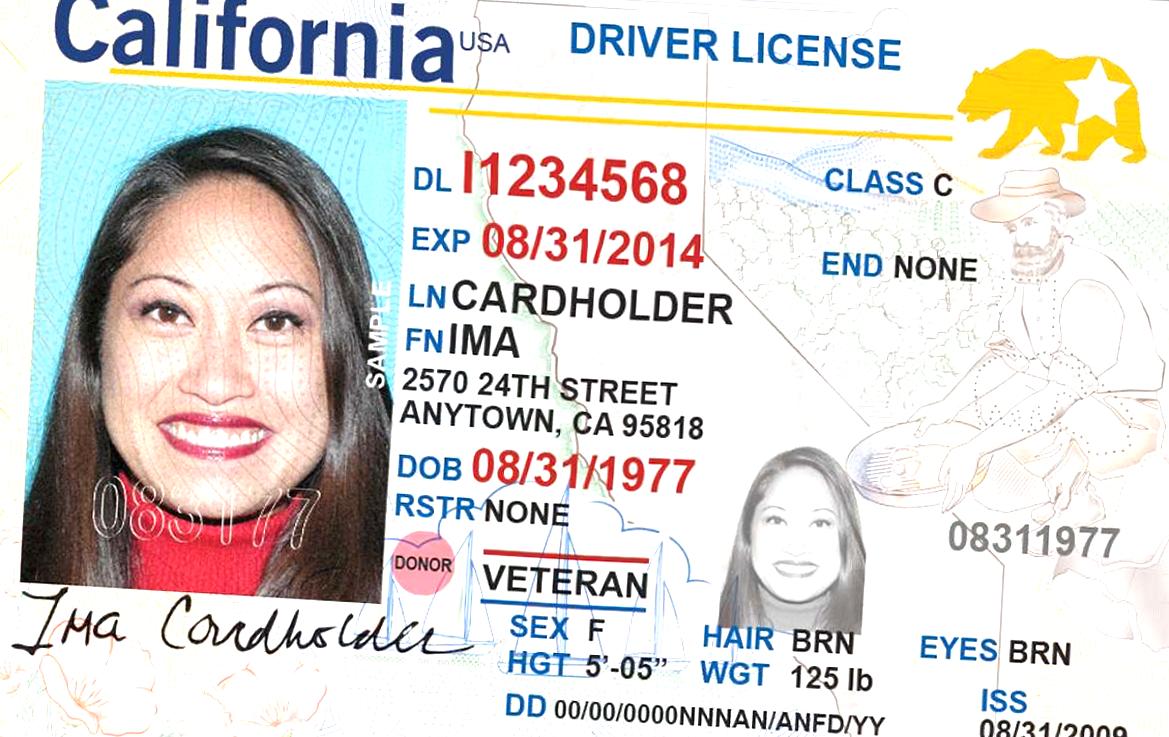 California USA DRIVER LICENSE
DL I1234568
CLASS C
EXP 08/31/2014
END NONE
LN CARDHOLDER
FN IMA
2570 24TH STREET
ANYTOWN, CA 95818
DOB 08/31/1977
RSTR NONE
08311977
DONOR
VETERAN
SEX F
HAIR BRN
EYES BRN
HGT 5'-05"
WGT 125 lb
ISS
08/31/2009
DD 00/00/0000NNNAN/ANFD/YY
SAMPLE
083177
Ima Cardholder